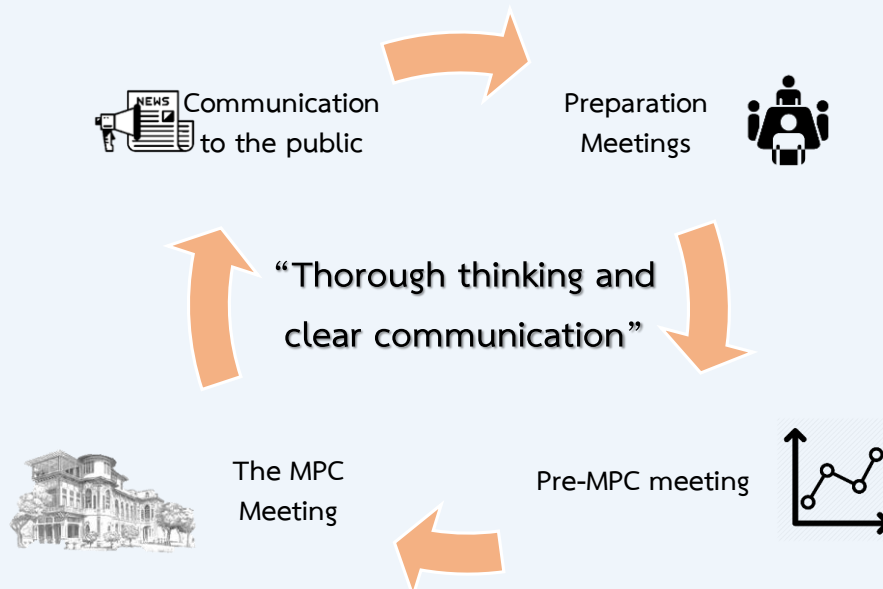 NEWS
Communication
to the public
Preparation
Meetings
“Thorough thinking and
clear communication”
The MPC
Meeting
Pre-MPC meeting